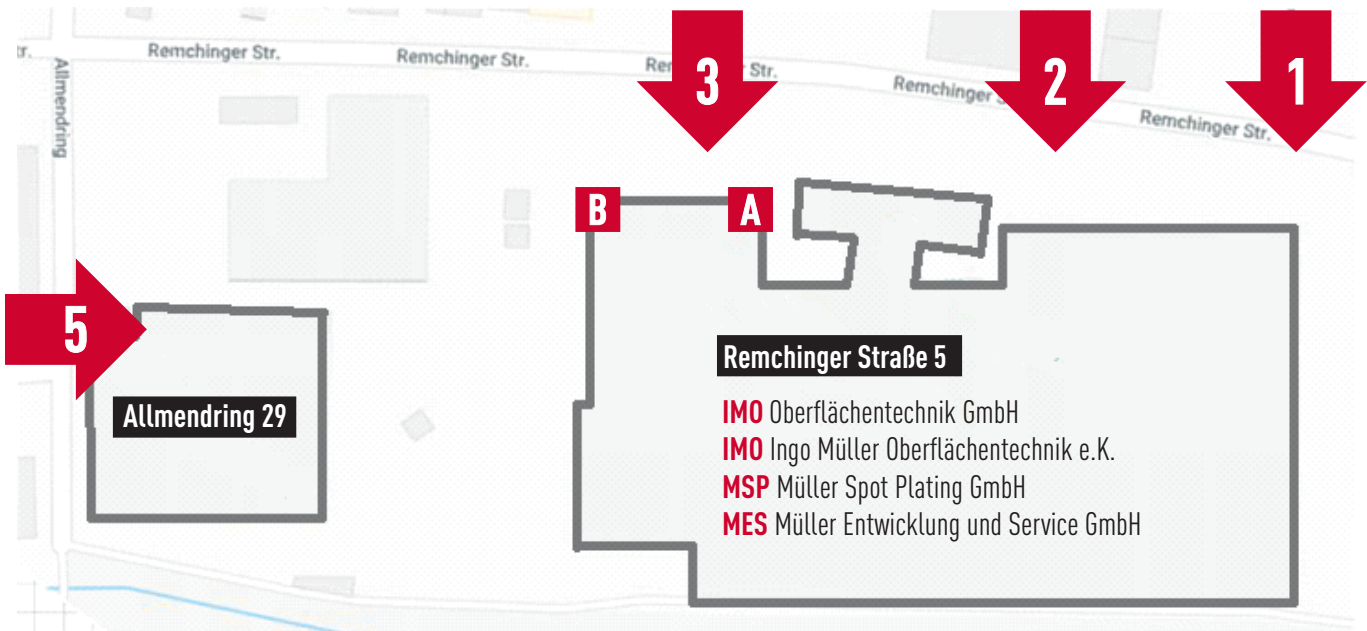 3
2
1
tr.
Remchinger Str.
Remchinger Str.
Str.
Remchinger
Remchinger Str.
Allmendring
B
A
5
Remchinger Straße 5
Allmendring 29
IMO Oberflächentechnik GmbH
IMO Ingo Müller Oberflächentechnik e.K.
MSP Müller Spot Plating GmbH
MES Müller Entwicklung und Service GmbH